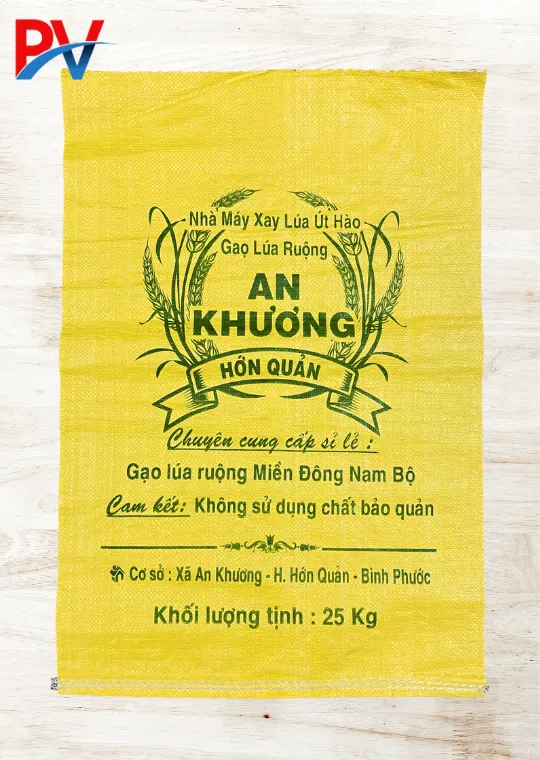 PV
Nhà Máy Xay Lúa Út Hào
Gạo Lúa Ruộng
AN
KHƯƠNG
HỚN QUẢN
Chuyên cung cấp sỉ lẻ :
Gạo lúa ruộng Miền Đông Nam Bộ
Cam kết: Không sử dụng chất bảo quản
Cơ sở : Xã An Khương - H. Hớn Quản - Bình Phước
Khối lượng tịnh : 25 Kg